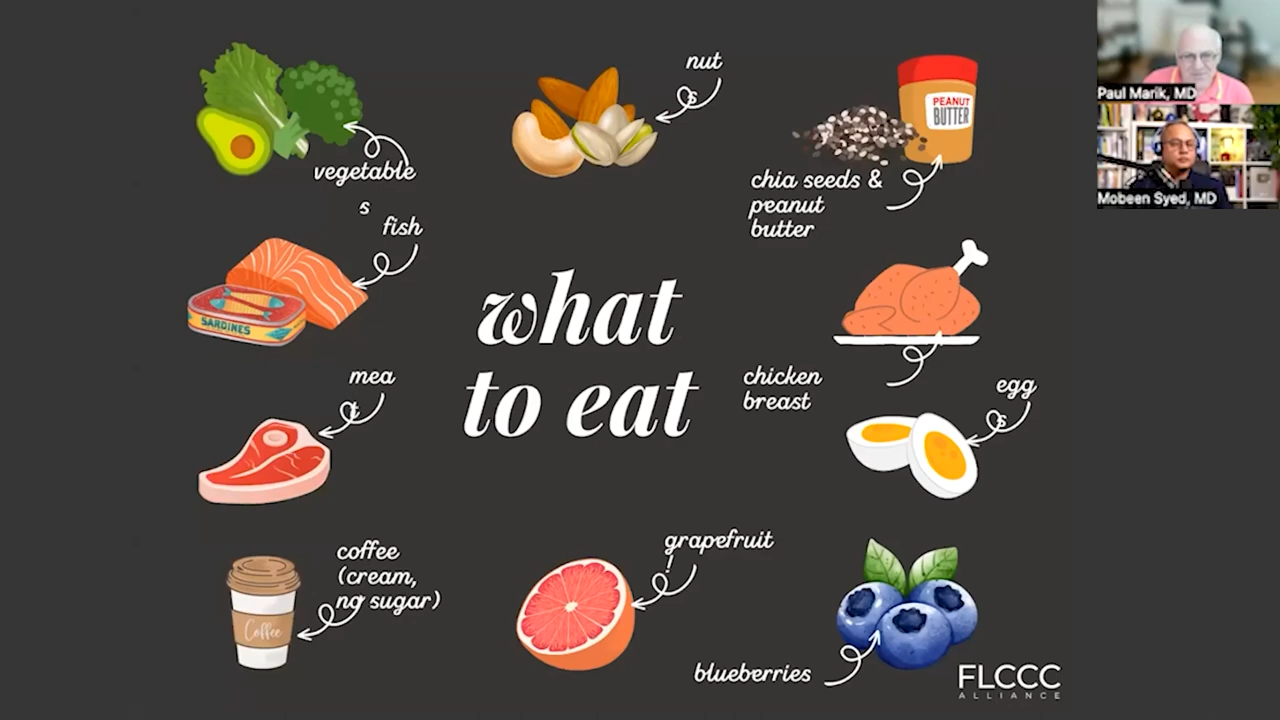 nut
s
PEANUT
BUTTER
vegetable
s
chia seeds &
peanut
butter
fish
SARDINES
what
to eat
mea
t
chicken
breast
egg
s
coffee
(cream,
no sugar)
Coffee
grapefruit
!
blueberries
FLCCC
ALLIANCE
Paul Marik, MD
Mobeen Syed, MD